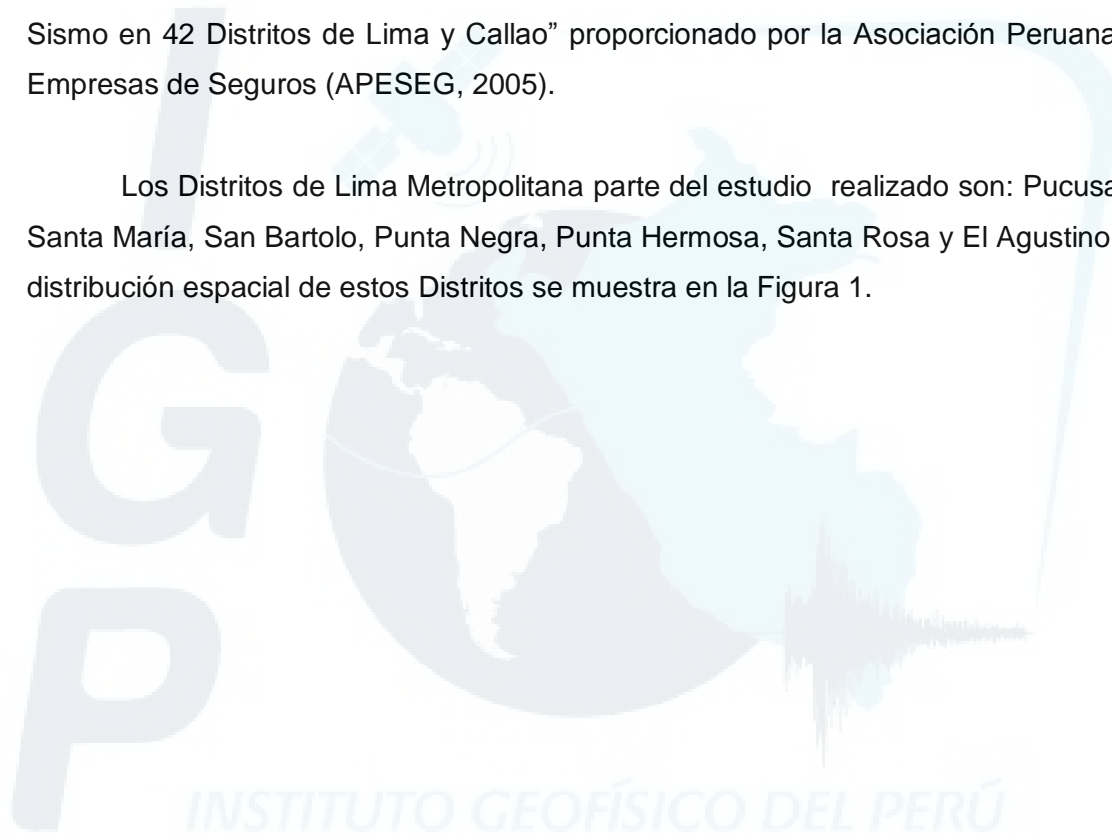 Sismo en 42 Distritos de Lima y Callao” proporcionado por la Asociación Peruana
Empresas de Seguros (APESEG, 2005).
Los Distritos de Lima Metropolitana parte del estudio realizado son: Pucusa
Santa María, San Bartolo, Punta Negra, Punta Hermosa, Santa Rosa y El Agustino
distribución espacial de estos Distritos se muestra en la Figura 1.
I
G
P
INSTITUTO GEOFÍSICO DEL PERÚ